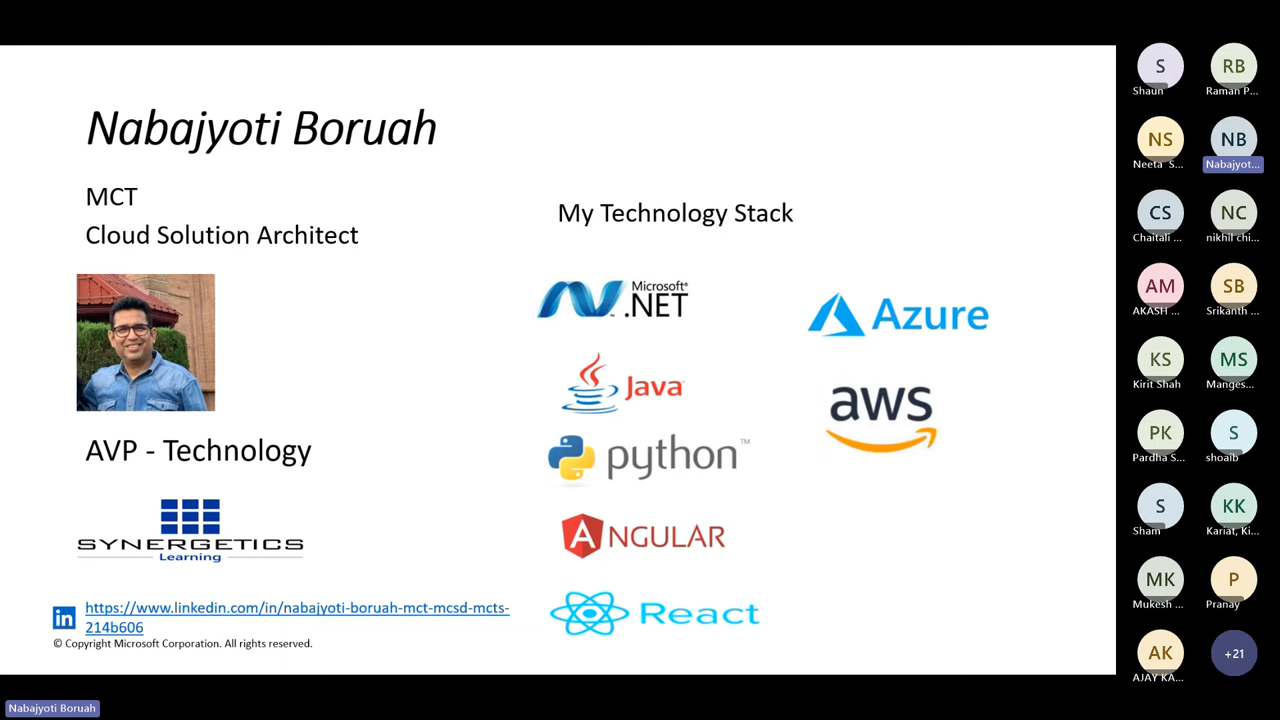 Nabajyoti Boruah
MCT
Cloud Solution Architect
AVP - Technology
SYNERGETICS
Learning
https://www.linkedin.com/in/nabajyoti-boruah-mct-mcsd-mcts-
214b606
in
© Copyright Microsoft Corporation. All rights reserved.
My Technology Stack
Microsoft®
.NET
Azure
Java
aws
python™
ANGULAR
React
S
Shaun
RB
Raman P...
NS
Neeta S...
NB
Nabajyot...
CS
Chaitali ...
NC
nikhil chi...
AM
AKASH ...
SB
Srikanth ...
KS
Kirit Shah
MS
Manges...
PK
Pardha S...
S
shoaib
S
Sham
KK
Kariat, Ki...
MK
Mukesh ...
P
Pranay
AK
AJAY KA...
+21
Nabajyoti Boruah